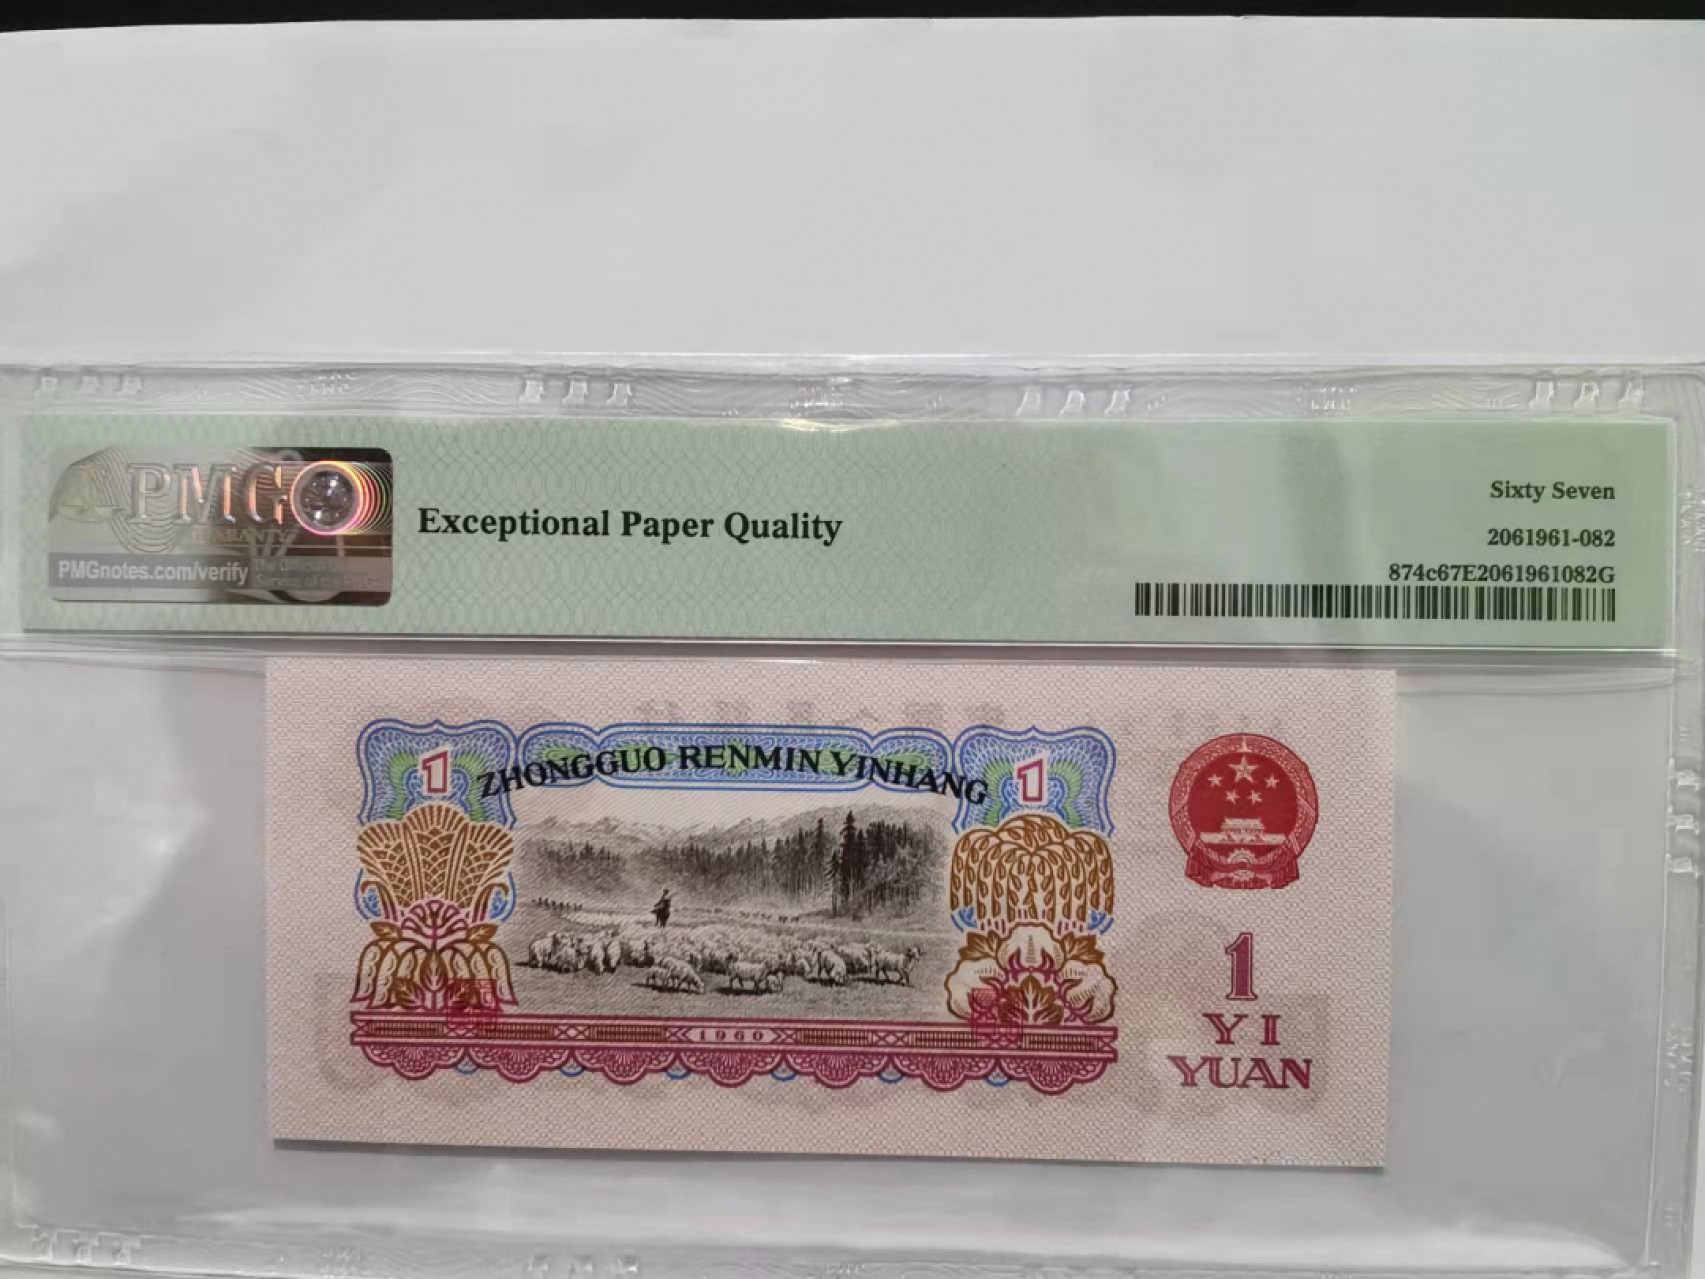 PMG
GUARANTY
PMGnotes.com/verify
Exceptional Paper Quality
Sixty Seven
2061961-082
874c67E2061961082G
1
ZHONGGUO RENMIN YINHANG
1
1960
1
YI
YUAN